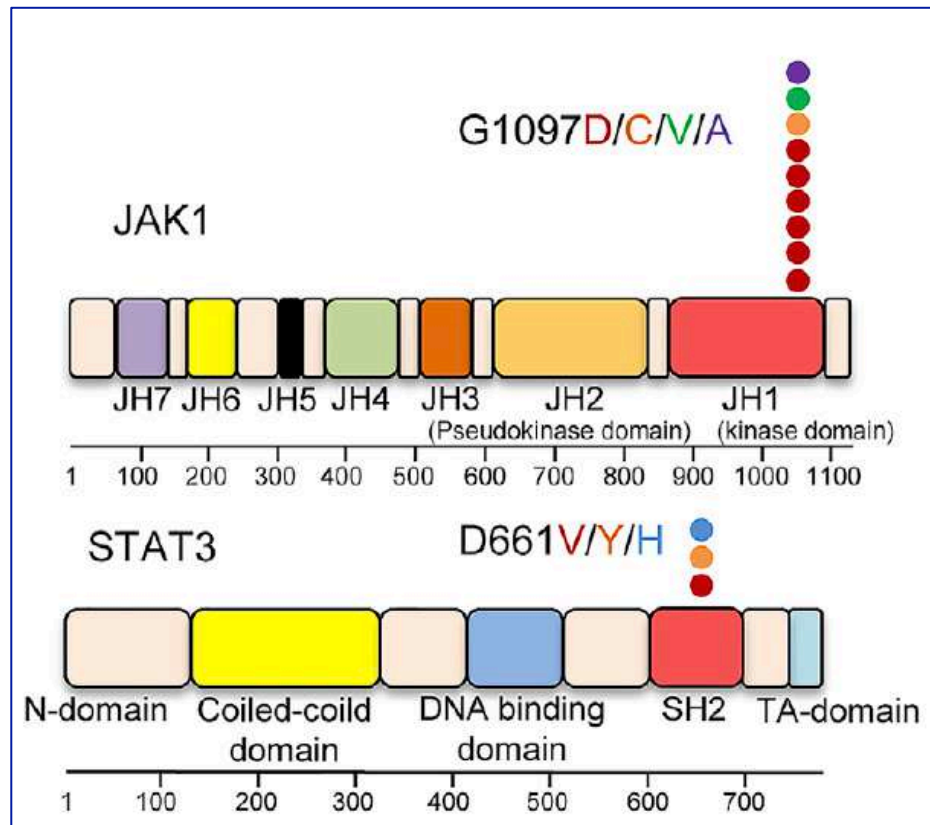 G1097D/C/V/A
JAK1
JH7 JH6 JH5 JH4 JH3 JH2 JH1
(Pseudokinase domain) (kinase domain)
1 100 200 300 400 500 600 700 800 900 1000 1100
STAT3 D661V/Y/H
N-domain Coiled-coild domain DNA binding domain SH2 TA-domain
1 100 200 300 400 500 600 700